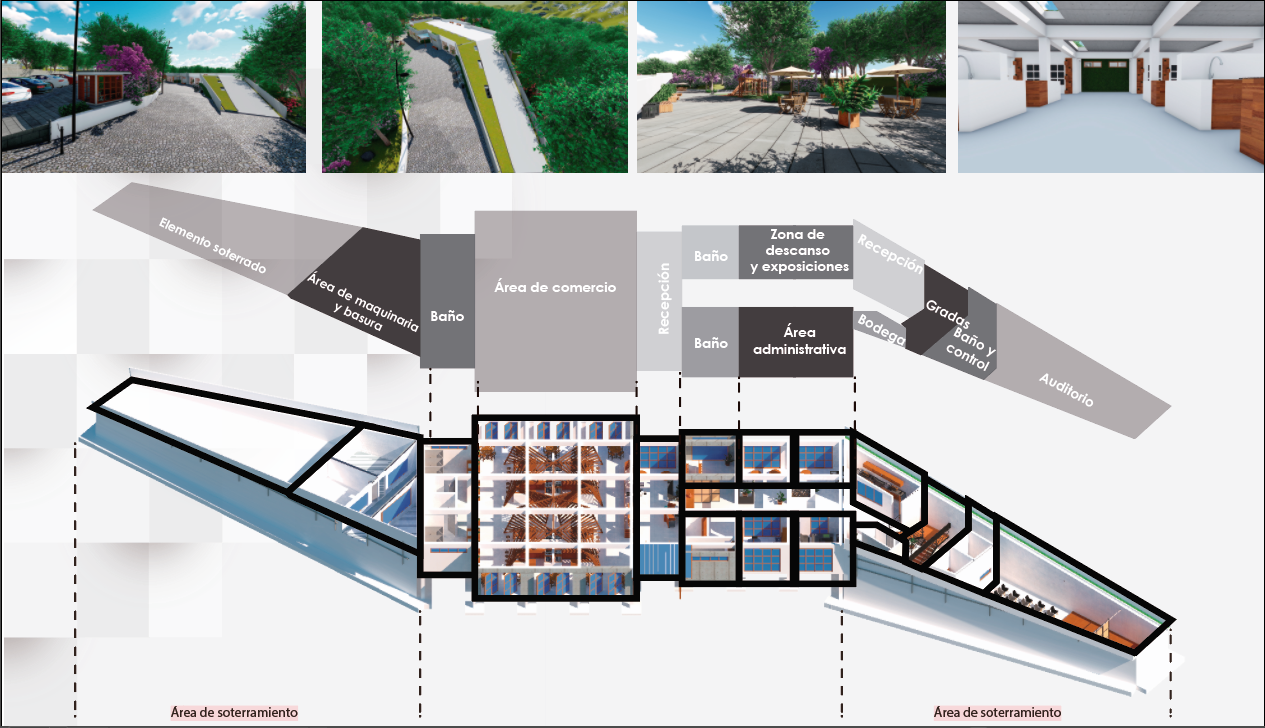 Elemento soterrado
Área de maquinaria
y basura
Baño
Área de comercio
Recepción
Baño
Zona de
descanso
y exposiciones
Baño
Área
administrativa
Recepción
Bodega
Gradas
Baño y
control
Auditorio
Área de soterramiento
Área de soterramiento